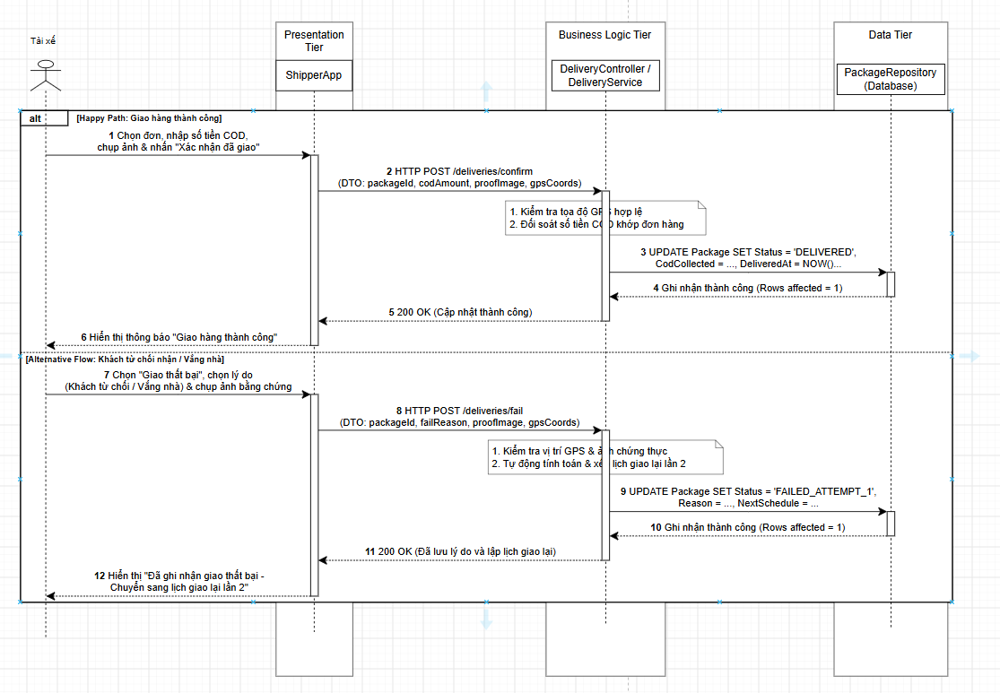 Tài xế
Presentation
Tier
ShipperApp
Business Logic Tier
DeliveryController /
DeliveryService
Data Tier
PackageRepository
(Database)
alt
[Happy Path: Giao hàng thành công]
1 Chọn đơn, nhập số tiền COD,
chụp ảnh & nhấn "Xác nhận đã giao"
2 HTTP POST /deliveries/confirm
(DTO: packageId, codAmount, proofImage, gpsCoords)
1. Kiểm tra tọa độ GPS hợp lệ
2. Đối soát số tiền COD khớp đơn hàng
3 UPDATE Package SET Status = 'DELIVERED',
CodCollected = ..., DeliveredAt = NOW()...
4 Ghi nhận thành công (Rows affected = 1)
5 200 OK (Cập nhật thành công)
6 Hiển thị thông báo "Giao hàng thành công"
[Alternative Flow: Khách từ chối nhận / Vắng nhà]
7 Chọn "Giao thất bại", chọn lý do
(Khách từ chối / Vắng nhà) & chụp ảnh bằng chứng
8 HTTP POST /deliveries/fail
(DTO: packageId, failReason, proofImage, gpsCoords)
1. Kiểm tra vị trí GPS & ảnh chứng thực
2. Tự động tính toán & xếp lịch giao lại lần 2
9 UPDATE Package SET Status = 'FAILED_ATTEMPT_1',
Reason = ..., NextSchedule = ...
10 Ghi nhận thành công (Rows affected = 1)
11 200 OK (Đã lưu lý do và lập lịch giao lại)
12 Hiển thị "Đã ghi nhận giao thất bại -
Chuyển sang lịch giao lại lần 2"